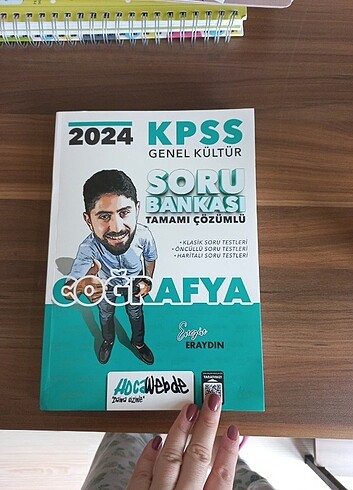 2024 KPSS
GENEL KÜLTÜR
SORU
BANKASI
TAMAMI ÇÖZÜMLÜ
• KLASİK SORU TESTLERİ
• ÖNCÜLLÜ SORU TESTLERİ
• HARİTALI SORU TESTLERİ
COĞRAFYA
Engin
ERAYDIN
HOCAWebde